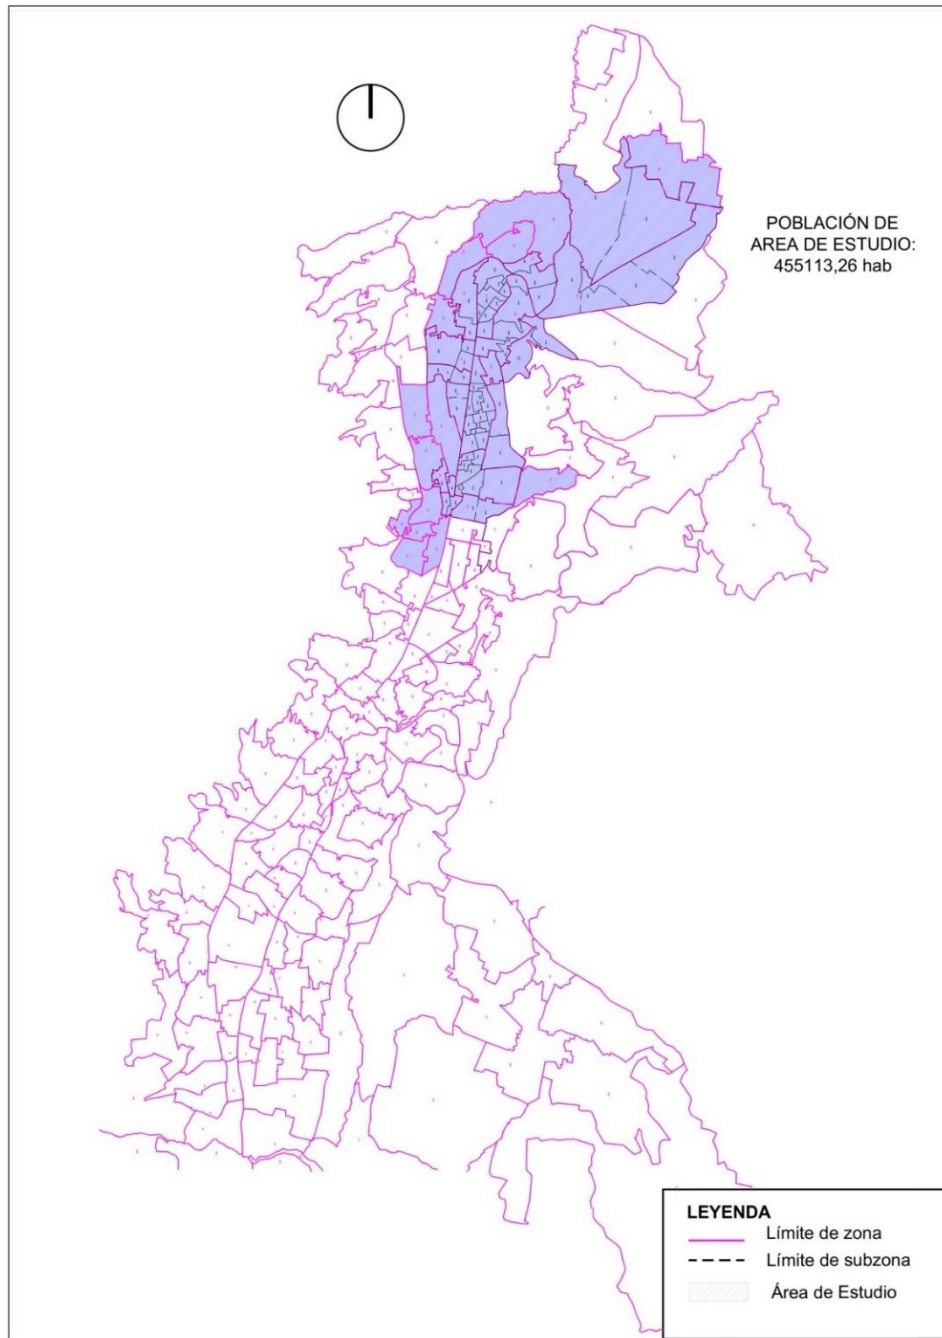 POBLACIÓN DE
AREA DE ESTUDIO:
455113,26 hab
LEYENDA
Límite de zona
Límite de subzona
Área de Estudio